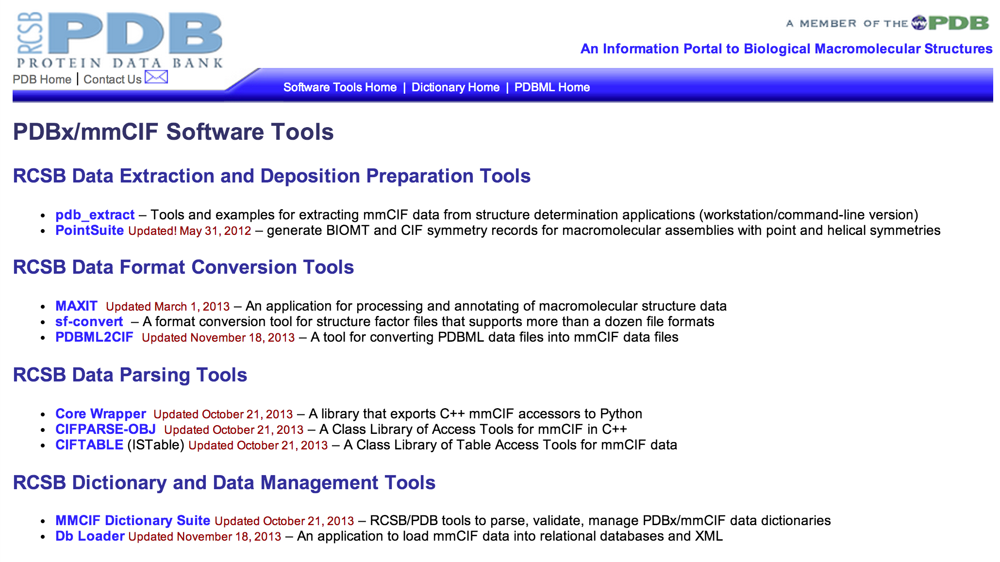 RCSB PDB
PROTEIN DATA BANK
A MEMBER OF THE PDB
An Information Portal to Biological Macromolecular Structures
PDB Home | Contact Us
Software Tools Home | Dictionary Home | PDBML Home
PDBx/mmCIF Software Tools
RCSB Data Extraction and Deposition Preparation Tools
• pdb_extract – Tools and examples for extracting mmCIF data from structure determination applications (workstation/command-line version)
• PointSuite Updated! May 31, 2012 – generate BIOMT and CIF symmetry records for macromolecular assemblies with point and helical symmetries
RCSB Data Format Conversion Tools
• MAXIT Updated March 1, 2013 – An application for processing and annotating of macromolecular structure data
• sf-convert – A format conversion tool for structure factor files that supports more than a dozen file formats
• PDBML2CIF Updated November 18, 2013 – A tool for converting PDBML data files into mmCIF data files
RCSB Data Parsing Tools
• Core Wrapper Updated October 21, 2013 – A library that exports C++ mmCIF accessors to Python
• CIFPARSE-OBJ Updated October 21, 2013 – A Class Library of Access Tools for mmCIF in C++
• CIFTABLE (ISTable) Updated October 21, 2013 – A Class Library of Table Access Tools for mmCIF data
RCSB Dictionary and Data Management Tools
• MMCIF Dictionary Suite Updated October 21, 2013 – RCSB/PDB tools to parse, validate, manage PDBx/mmCIF data dictionaries
• Db Loader Updated November 18, 2013 – An application to load mmCIF data into relational databases and XML